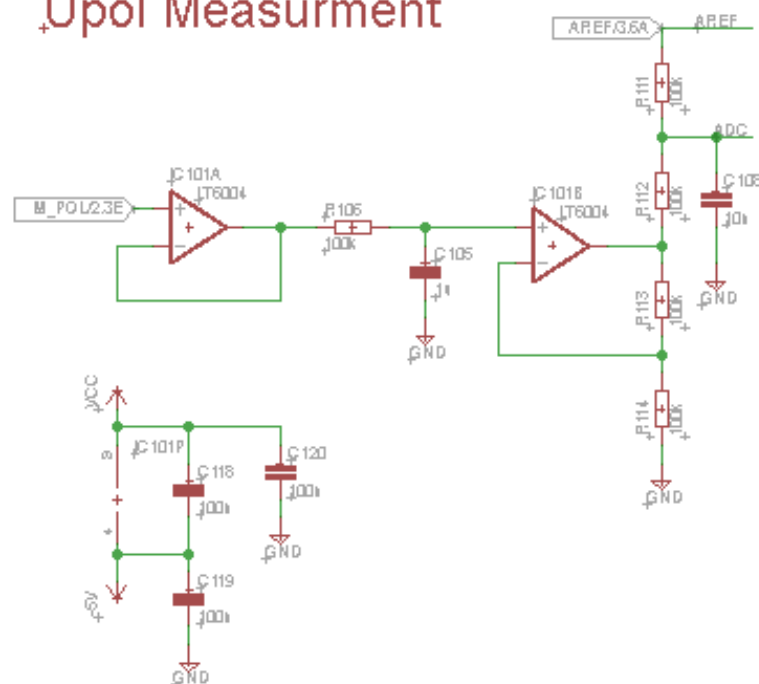 Upol Measurment
AREF/3.6A
AREF
R111
100k
ADC
IC101A
LT6004
M_POL/2.3E
R106
100k
C105
1u
GND
IC101B
LT6004
R112
100k
C108
10n
GND
R113
100k
R114
100k
GND
VCC
IC101P
C118
100n
C120
100n
GND
-5V
C119
100n
GND